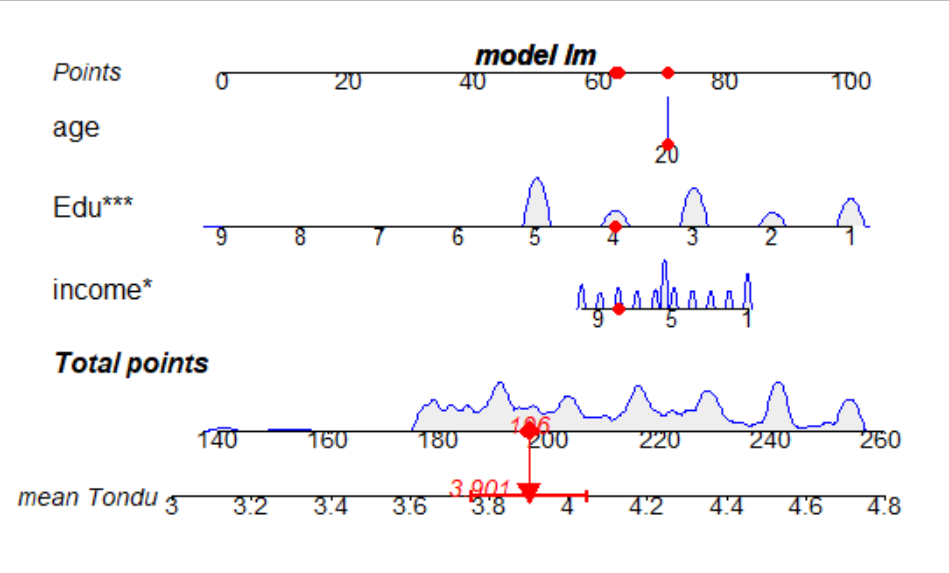 model lm
Points 0 20 40 60 80 100
age
20
Edu***
9 8 7 6 5 4 3 2 1
income*
9 5 1
Total points
196
140 160 180 200 220 240 260
3.901
mean Tondu 3 3.2 3.4 3.6 3.8 4 4.2 4.4 4.6 4.8